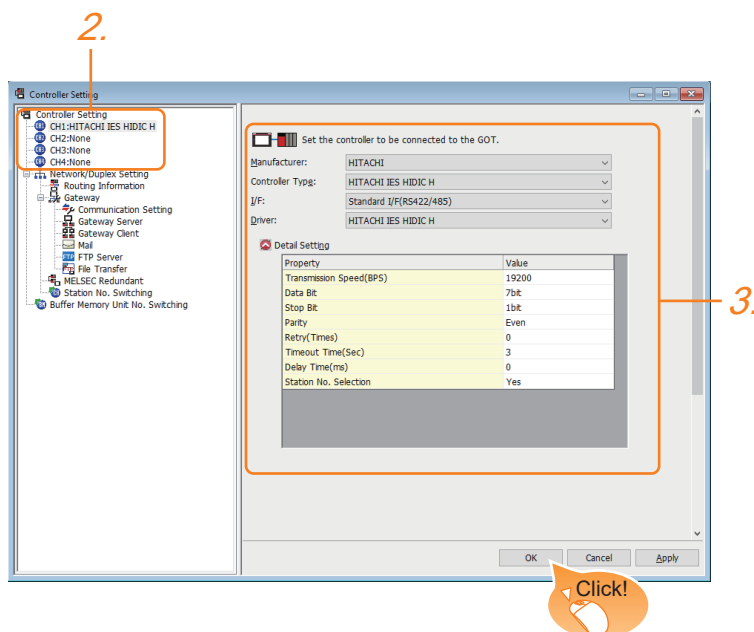 2.
Controller Setting
Controller Setting
CH1:HITACHI IES HIDIC H
CH2:None
CH3:None
CH4:None
Network/Duplex Setting
Routing Information
Gateway
Communication Setting
Gateway Server
Gateway Client
Mail
FTP Server
File Transfer
MELSEC Redundant
Station No. Switching
Buffer Memory Unit No. Switching
Set the controller to be connected to the GOT.
Manufacturer: HITACHI
Controller Type: HITACHI IES HIDIC H
I/F: Standard I/F(RS422/485)
Driver: HITACHI IES HIDIC H
Detail Setting
Property Value
Transmission Speed(BPS) 19200
Data Bit 7bit
Stop Bit 1bit
Parity Even
Retry(Times) 0
Timeout Time(Sec) 3
Delay Time(ms) 0
Station No. Selection Yes
3.
OK Cancel Apply
Click!